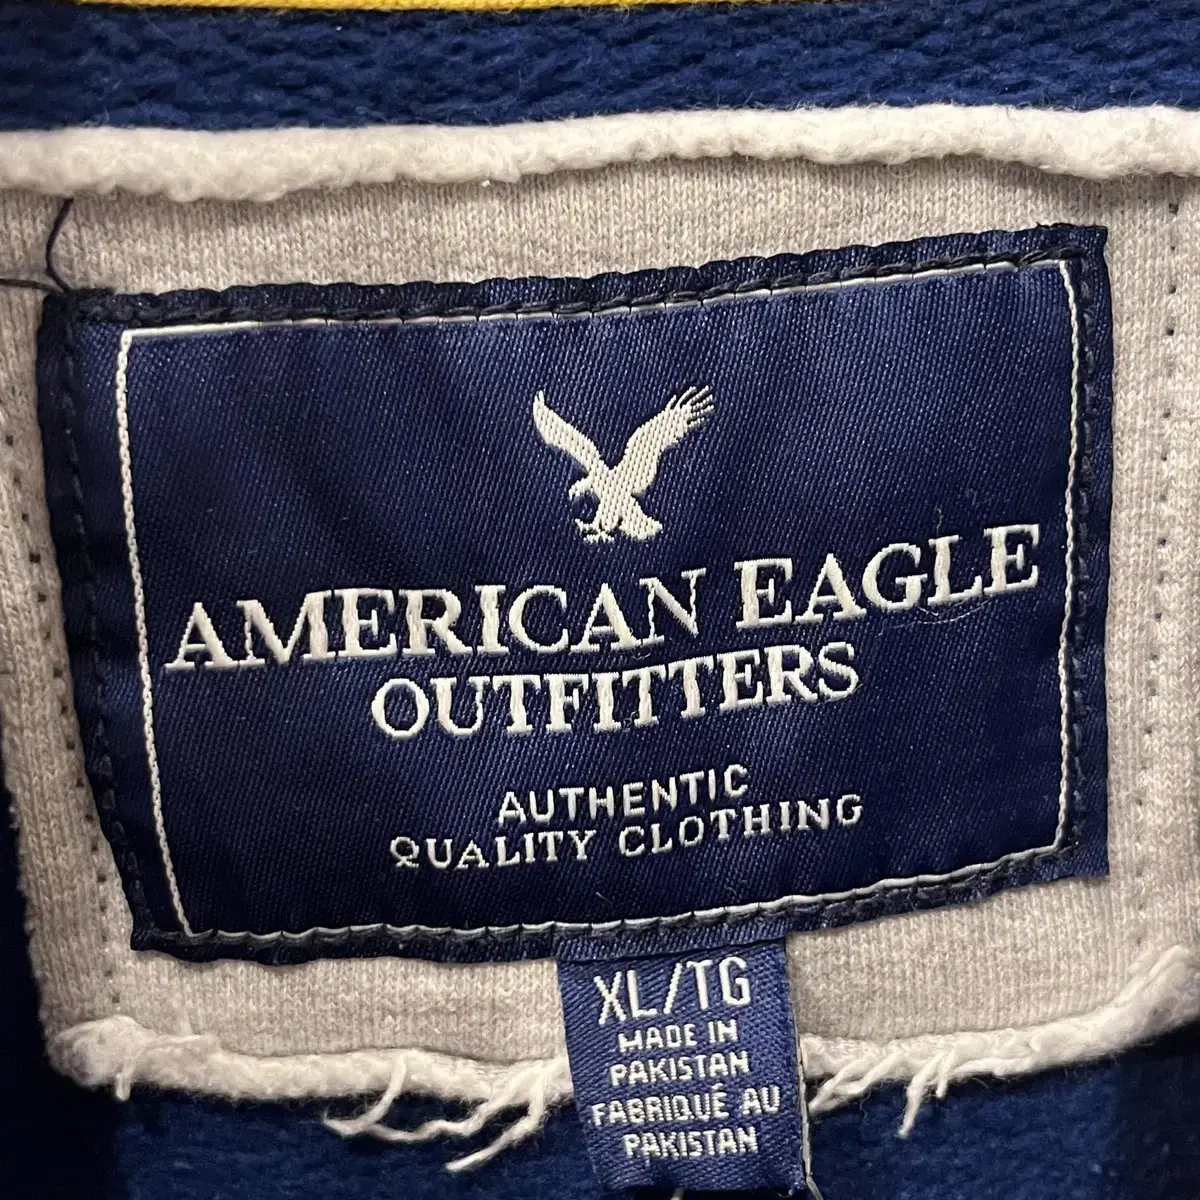 AMERICAN EAGLE
OUTFITTERS
AUTHENTIC
QUALITY CLOTHING
XL/TG
MADE IN
PAKISTAN
FABRIQUÉ AU
PAKISTAN